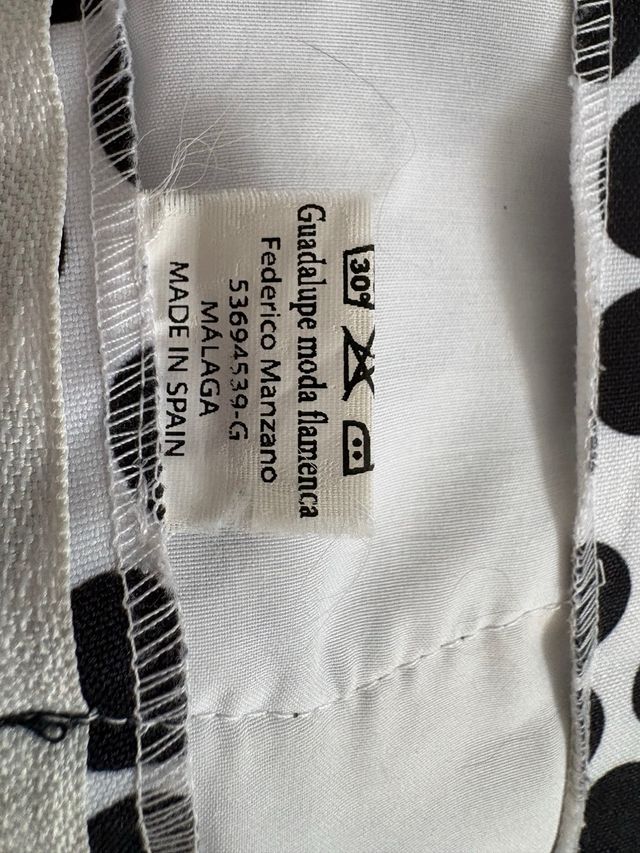 30°
Guadalupe moda flamenca
Federico Manzano
53694539-G
MÁLAGA
MADE IN SPAIN